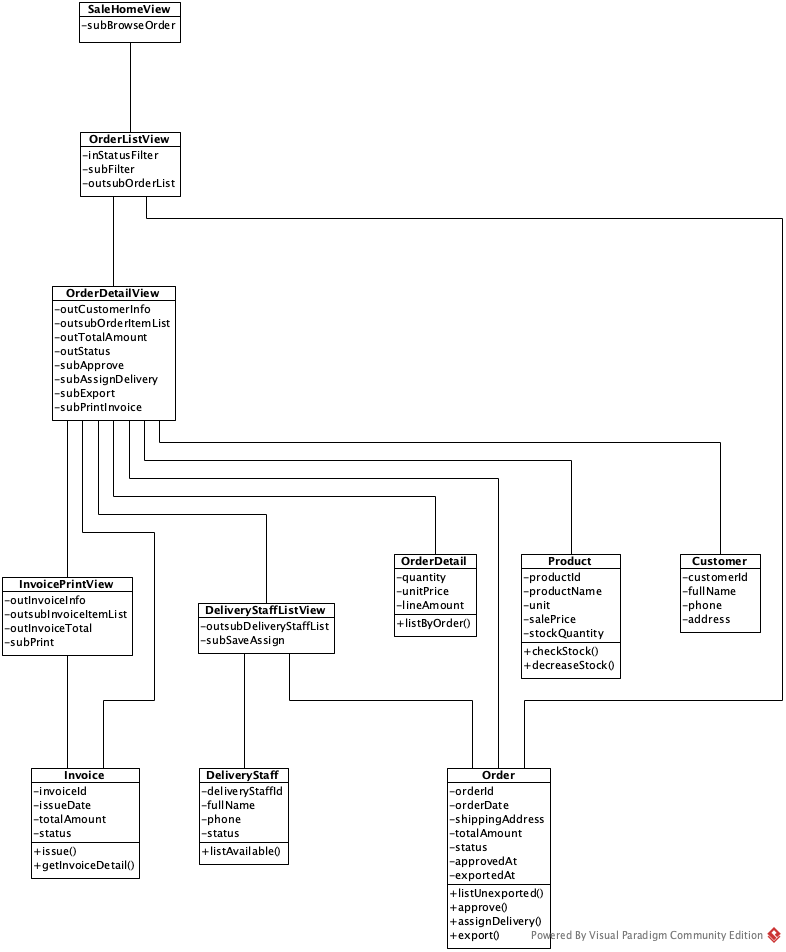 SaleHomeView
-subBrowseOrder
OrderListView
-inStatusFilter
-subFilter
-outsubOrderList
OrderDetailView
-outCustomerInfo
-outsubOrderItemList
-outTotalAmount
-outStatus
-subApprove
-subAssignDelivery
-subExport
-subPrintInvoice
InvoicePrintView
-outInvoiceInfo
-outsubInvoiceItemList
-outInvoiceTotal
-subPrint
DeliveryStaffListView
-outsubDeliveryStaffList
-subSaveAssign
OrderDetail
-quantity
-unitPrice
-lineAmount
+listByOrder()
Product
-productId
-productName
-unit
-salePrice
-stockQuantity
+checkStock()
+decreaseStock()
Customer
-customerId
-fullName
-phone
-address
Invoice
-invoiceId
-issueDate
-totalAmount
-status
+issue()
+getInvoiceDetail()
DeliveryStaff
-deliveryStaffId
-fullName
-phone
-status
+listAvailable()
Order
-orderId
-orderDate
-shippingAddress
-totalAmount
-status
-approvedAt
-exportedAt
+listUnexported()
+approve()
+assignDelivery()
+export()
Powered By Visual Paradigm Community Edition